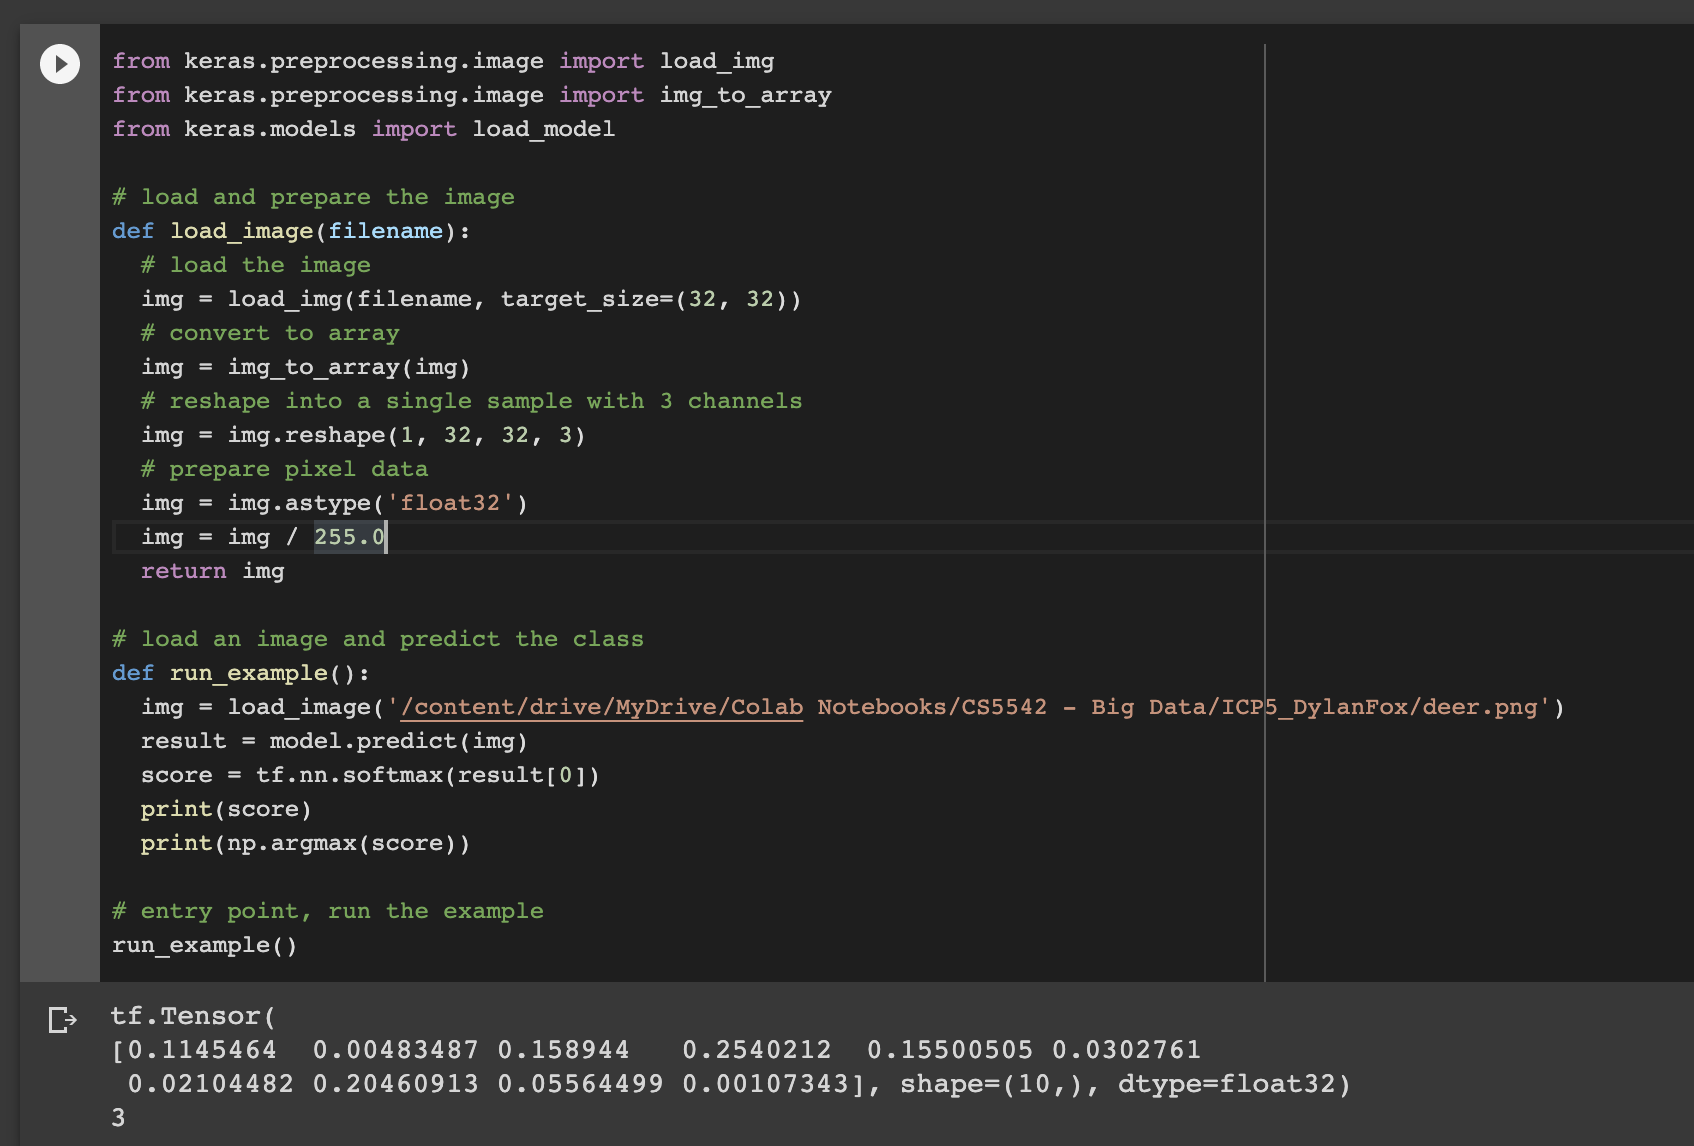 from keras.preprocessing.image import load_img
from keras.preprocessing.image import img_to_array
from keras.models import load_model

# load and prepare the image
def load_image(filename):
  # load the image
  img = load_img(filename, target_size=(32, 32))
  # convert to array
  img = img_to_array(img)
  # reshape into a single sample with 3 channels
  img = img.reshape(1, 32, 32, 3)
  # prepare pixel data
  img = img.astype('float32')
  img = img / 255.0
  return img

# load an image and predict the class
def run_example():
  img = load_image('/content/drive/MyDrive/Colab Notebooks/CS5542 - Big Data/ICP5_DylanFox/deer.png')
  result = model.predict(img)
  score = tf.nn.softmax(result[0])
  print(score)
  print(np.argmax(score))

# entry point, run the example
run_example()

tf.Tensor(
[0.1145464  0.00483487 0.158944   0.2540212  0.15500505 0.0302761
 0.02104482 0.20460913 0.05564499 0.00107343], shape=(10,), dtype=float32)
3